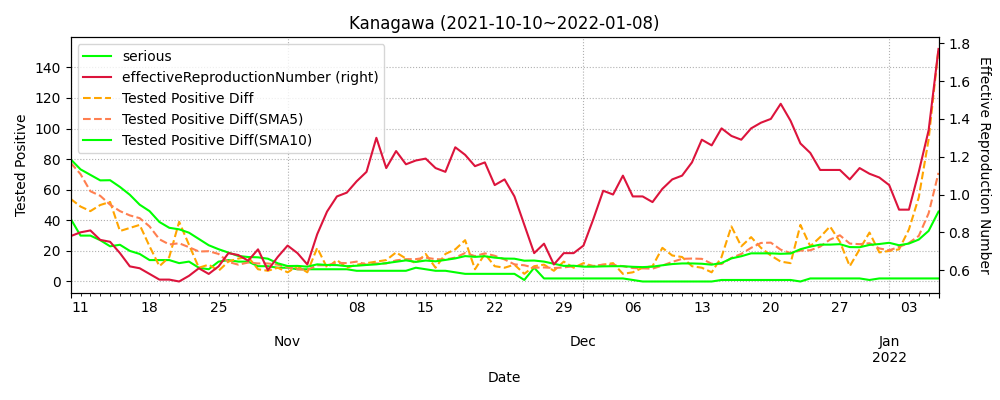 Kanagawa (2021-10-10~2022-01-08)
serious
effectiveReproductionNumber (right)
Tested Positive Diff
Tested Positive Diff(SMA5)
Tested Positive Diff(SMA10)
Tested Positive
140
120
100
80
60
40
20
0
1.8
1.6
1.4
1.2
1.0
0.8
0.6
Effective Reproduction Number
11 18 25 08 15 22 29 06 13 20 27 03
Nov Dec Jan
2022
Date